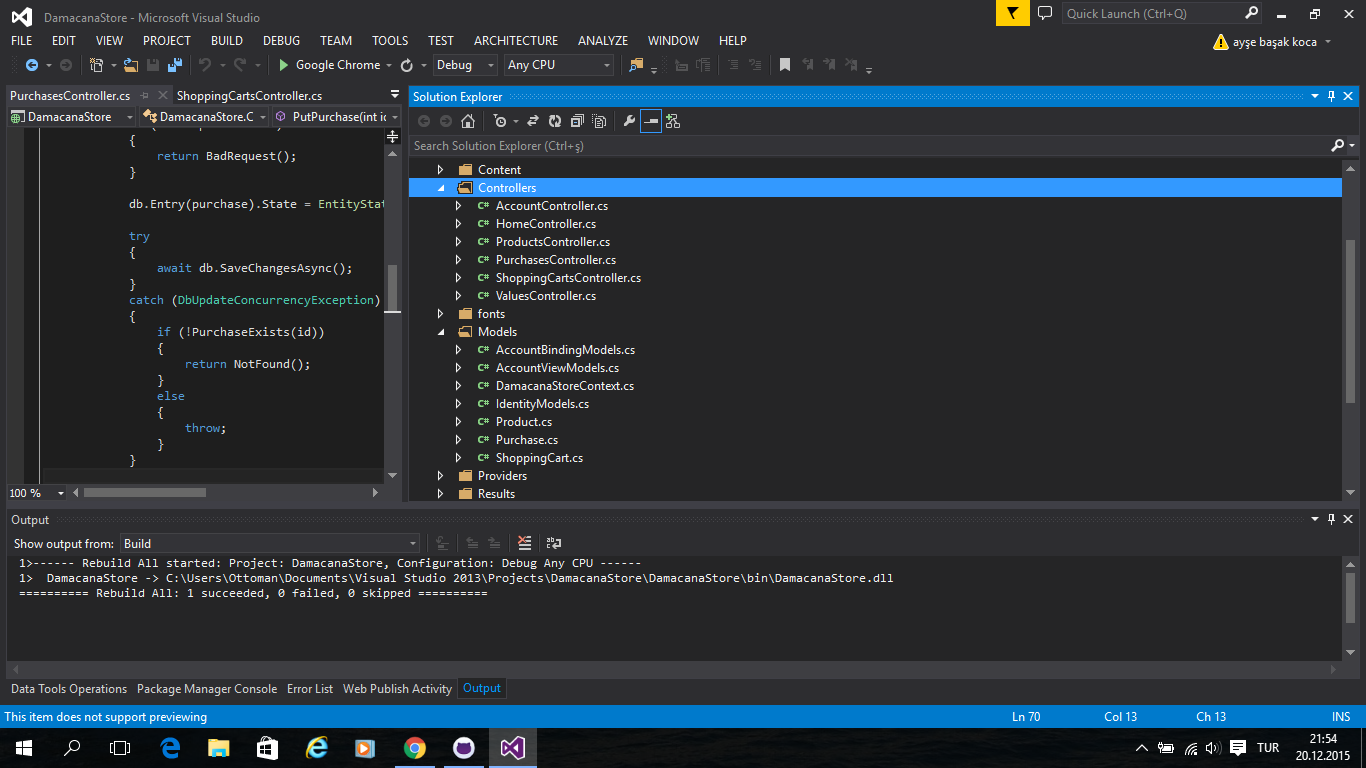 DamacanaStore - Microsoft Visual Studio
Quick Launch (Ctrl+Q)
FILE EDIT VIEW PROJECT BUILD DEBUG TEAM TOOLS TEST ARCHITECTURE ANALYZE WINDOW HELP
ayşe başak koca
Google Chrome Debug Any CPU
PurchasesController.cs ShoppingCartsController.cs
DamacanaStore DamacanaStore.C PutPurchase(int id
{
return BadRequest();
}
db.Entry(purchase).State = EntityStat
try
{
await db.SaveChangesAsync();
}
catch (DbUpdateConcurrencyException)
{
if (!PurchaseExists(id))
{
return NotFound();
}
else
{
throw;
}
}
100 %
Solution Explorer
Search Solution Explorer (Ctrl+ş)
Content
Controllers
C# AccountController.cs
C# HomeController.cs
C# ProductsController.cs
C# PurchasesController.cs
C# ShoppingCartsController.cs
C# ValuesController.cs
fonts
Models
C# AccountBindingModels.cs
C# AccountViewModels.cs
C# DamacanaStoreContext.cs
C# IdentityModels.cs
C# Product.cs
C# Purchase.cs
C# ShoppingCart.cs
Providers
Results
Output
Show output from: Build
1>------ Rebuild All started: Project: DamacanaStore, Configuration: Debug Any CPU ------
1>  DamacanaStore -> C:\Users\Ottoman\Documents\Visual Studio 2013\Projects\DamacanaStore\DamacanaStore\bin\DamacanaStore.dll
========== Rebuild All: 1 succeeded, 0 failed, 0 skipped ==========
Data Tools Operations Package Manager Console Error List Web Publish Activity Output
This item does not support previewing Ln 70 Col 13 Ch 13 INS
TUR
21:54
20.12.2015